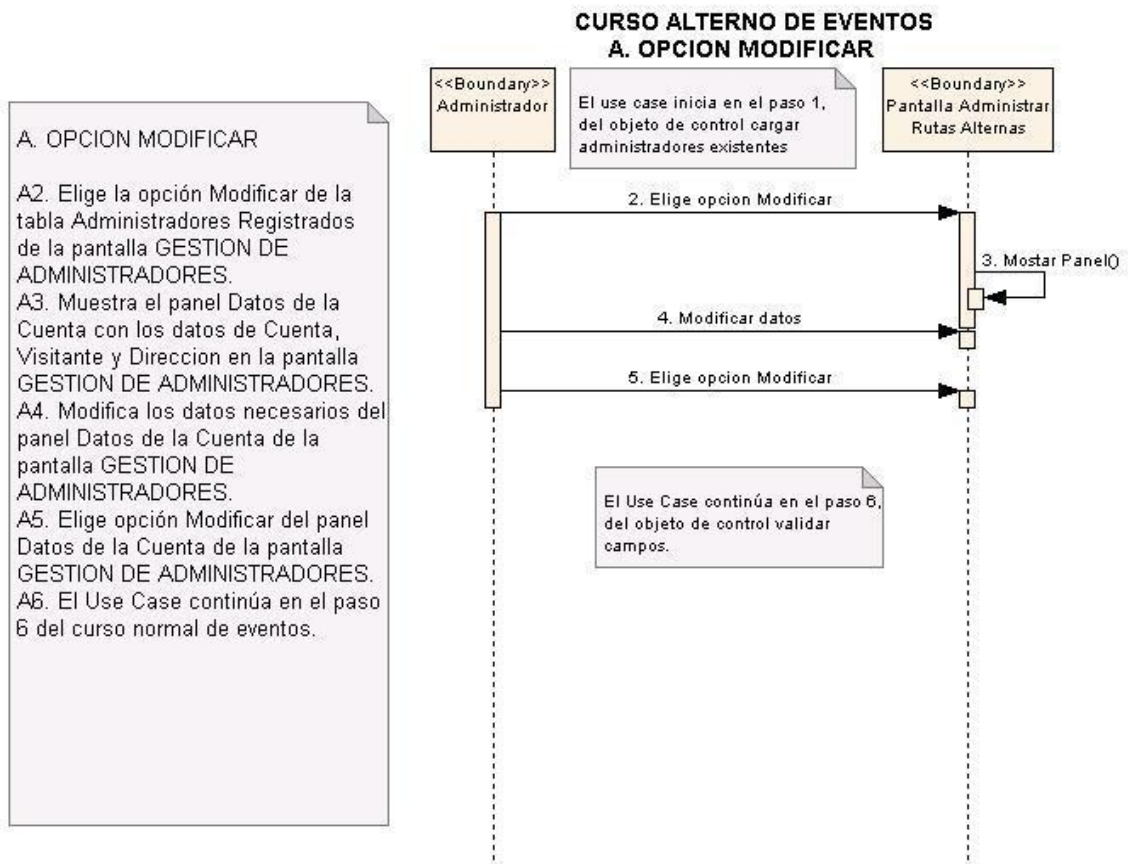 CURSO ALTERNO DE EVENTOS
A. OPCION MODIFICAR
A. OPCION MODIFICAR
A2. Elige la opción Modificar de la
tabla Administradores Registrados
de la pantalla GESTION DE
ADMINISTRADORES.
A3. Muestra el panel Datos de la
Cuenta con los datos de Cuenta,
Visitante y Direccion en la pantalla
GESTION DE ADMINISTRADORES.
A4. Modifica los datos necesarios del
panel Datos de la Cuenta de la
pantalla GESTION DE
ADMINISTRADORES.
A5. Elige opción Modificar del panel
Datos de la Cuenta de la pantalla
GESTION DE ADMINISTRADORES.
A6. El Use Case continúa en el paso
6 del curso normal de eventos.
<<Boundary>>
Administrador
El use case inicia en el paso 1,
del objeto de control cargar
administradores existentes
<<Boundary>>
Pantalla Administrar
Rutas Alternas
2. Elige opcion Modificar
3. Mostar Panel()
4. Modificar datos
5. Elige opcion Modificar
El Use Case continúa en el paso 6,
del objeto de control validar
campos.